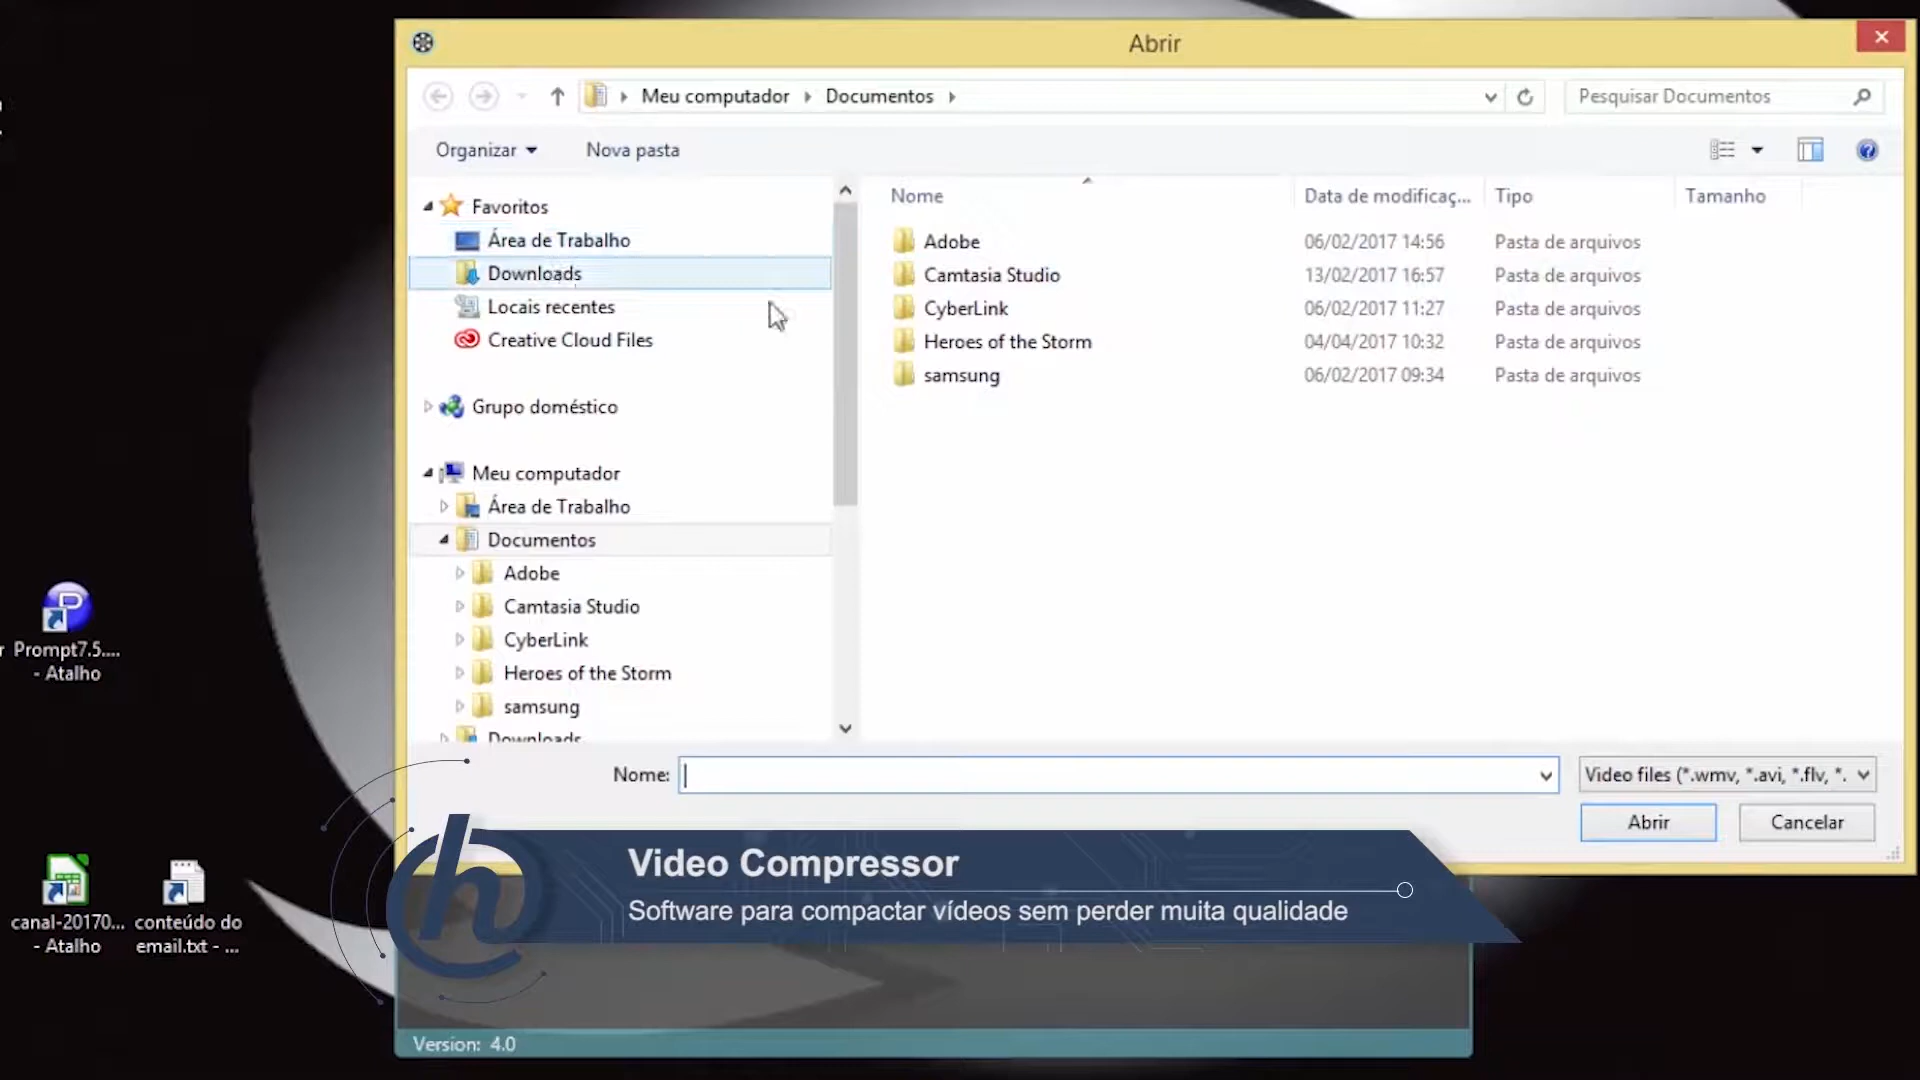 Abrir
Meu computador
Documentos
Pesquisar Documentos
Organizar
Nova pasta
Favoritos
Área de Trabalho
Downloads
Locais recentes
Creative Cloud Files
Grupo doméstico
Meu computador
Área de Trabalho
Documentos
Adobe
Camtasia Studio
CyberLink
Heroes of the Storm
samsung
Downloads
Nome Data de modificaç... Tipo Tamanho
Adobe 06/02/2017 14:56 Pasta de arquivos
Camtasia Studio 13/02/2017 16:57 Pasta de arquivos
CyberLink 06/02/2017 11:27 Pasta de arquivos
Heroes of the Storm 04/04/2017 10:32 Pasta de arquivos
samsung 06/02/2017 09:34 Pasta de arquivos
Nome:
Video files (*.wmv, *.avi, *.flv, *.
Abrir
Cancelar
Prompt7.5....
- Atalho
canal-20170...
- Atalho
conteúdo do
email.txt - ...
Video Compressor
Software para compactar vídeos sem perder muita qualidade
Version: 4.0